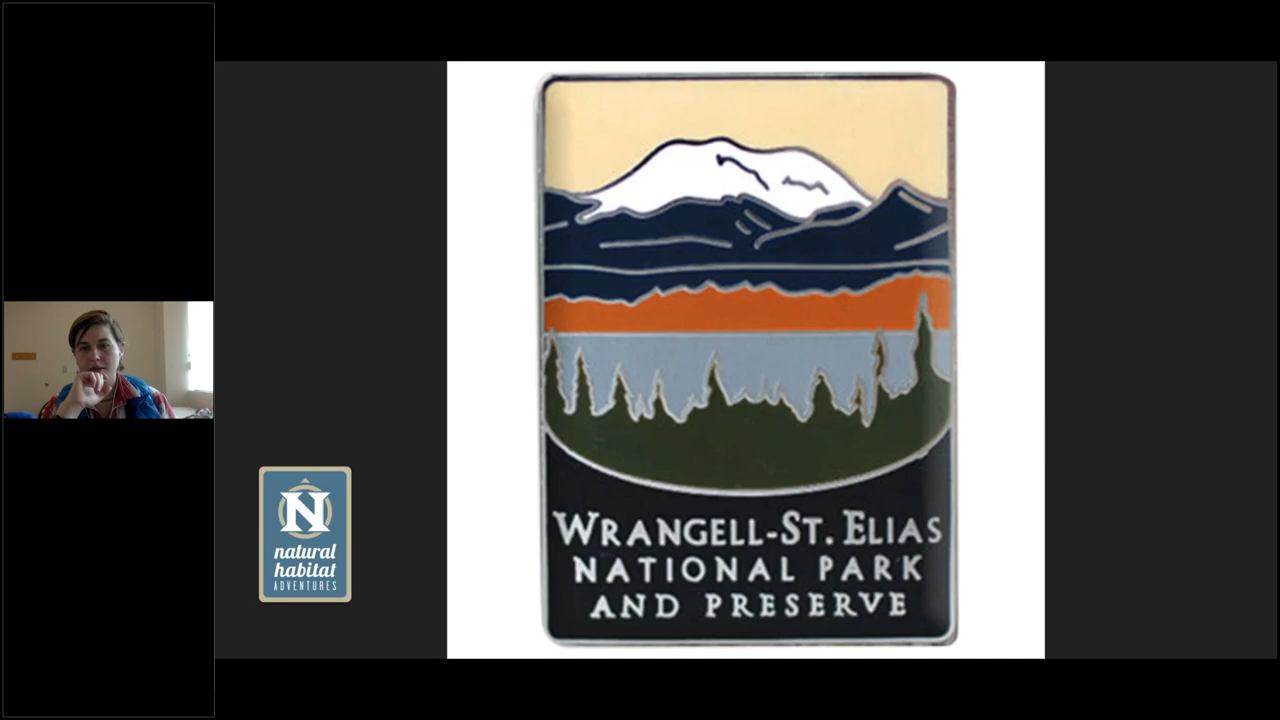 N
natural
habitat
ADVENTURES
WRANGELL-ST. ELIAS
NATIONAL PARK
AND PRESERVE